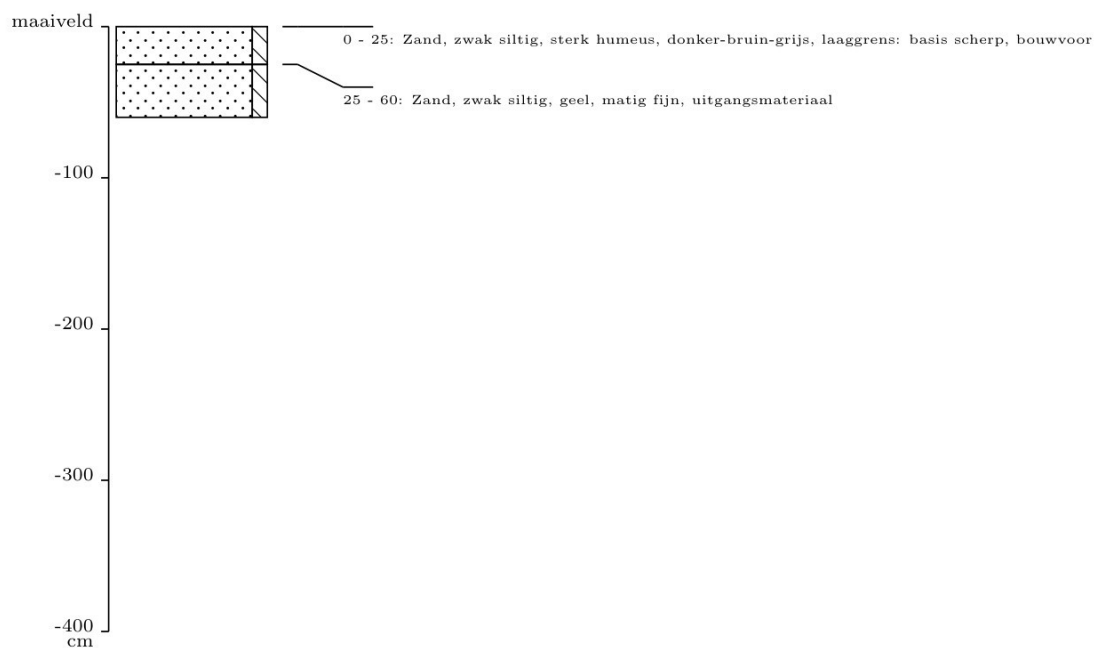 maaiveld
0 - 25: Zand, zwak siltig, sterk humeus, donker-bruin-grijs, laaggrens: basis scherp, bouwvoor
25 - 60: Zand, zwak siltig, geel, matig fijn, uitgangsmateriaal
-100
-200
-300
-400
cm